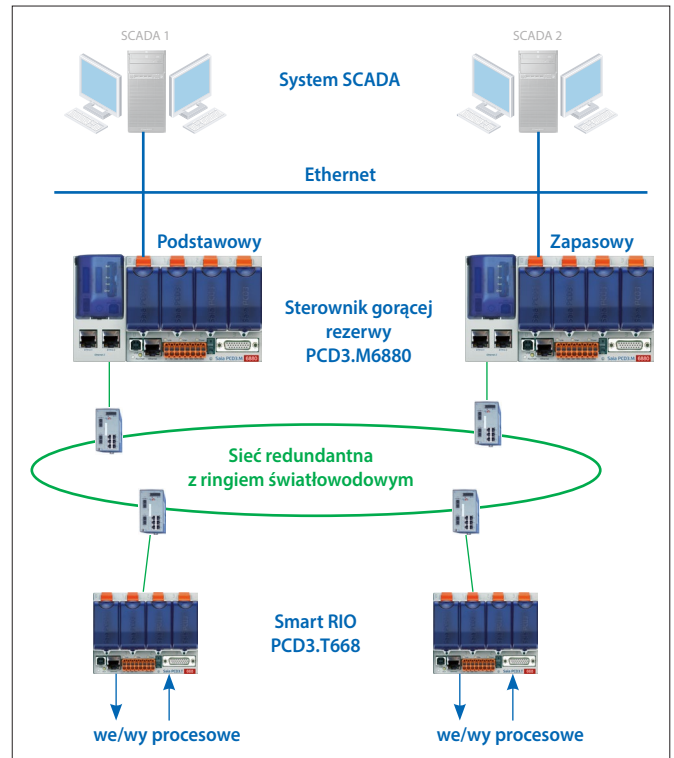 SCADA 1
SCADA 2
System SCADA
Ethernet
Podstawowy
Zapasowy
Sterownik gorącej
rezerwy
PCD3.M6880
Sieć redundantna
z ringiem światłowodowym
Smart RIO
PCD3.T668
we/wy procesowe
we/wy procesowe